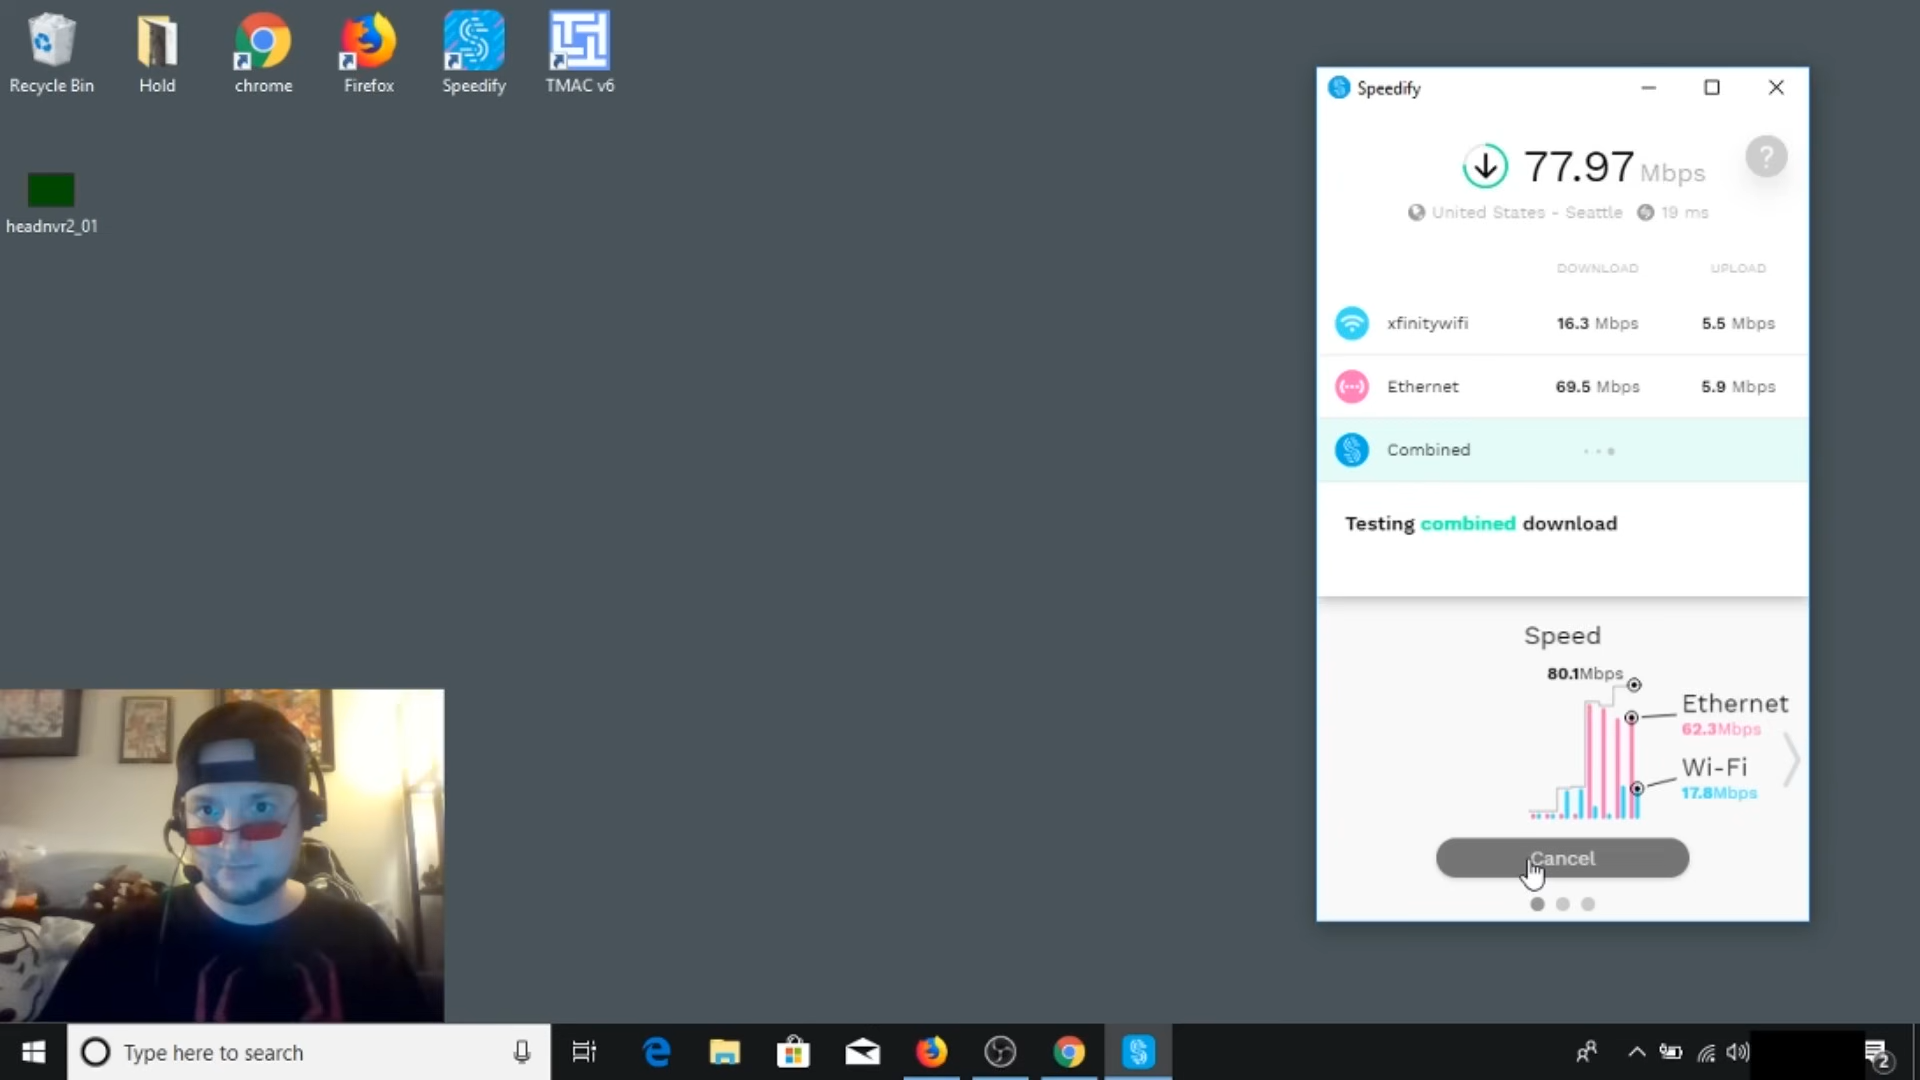 Recycle Bin
Hold
chrome
Firefox
Speedify
TMAC v6
headnvr2_01
Speedify
77.97 Mbps
?
United States - Seattle 19 ms
DOWNLOAD UPLOAD
xfinitywifi 16.3 Mbps 5.5 Mbps
Ethernet 69.5 Mbps 5.9 Mbps
Combined
Testing combined download
Speed
80.1Mbps
Ethernet
62.3Mbps
Wi-Fi
17.8Mbps
Cancel
Type here to search
2